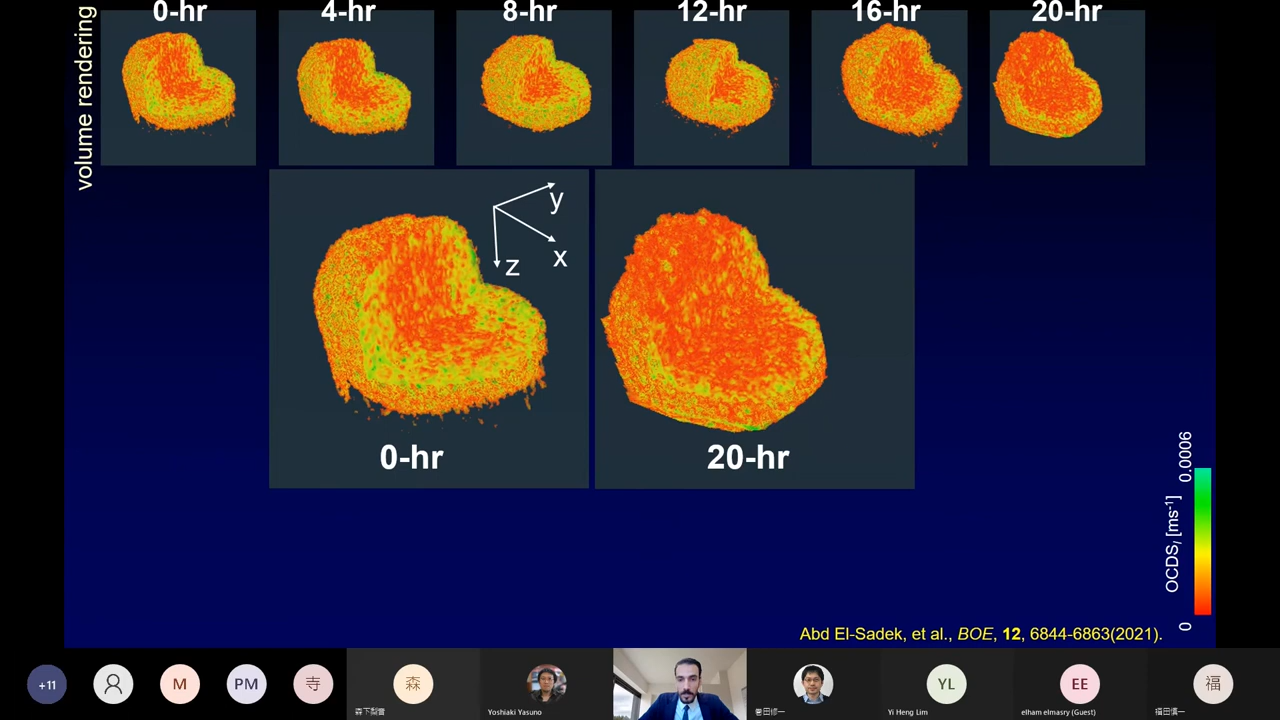 0-hr
4-hr
8-hr
12-hr
16-hr
20-hr
volume rendering
y
x
z
0-hr
20-hr
0.0006
OCDSl [ms-1]
0
Abd El-Sadek, et al., BOE, 12, 6844-6863(2021).
+11
M
PM
寺
森
YL
EE
福
Yoshiaki Yasuno
Yi Heng Lim
elham elmasry (Guest)